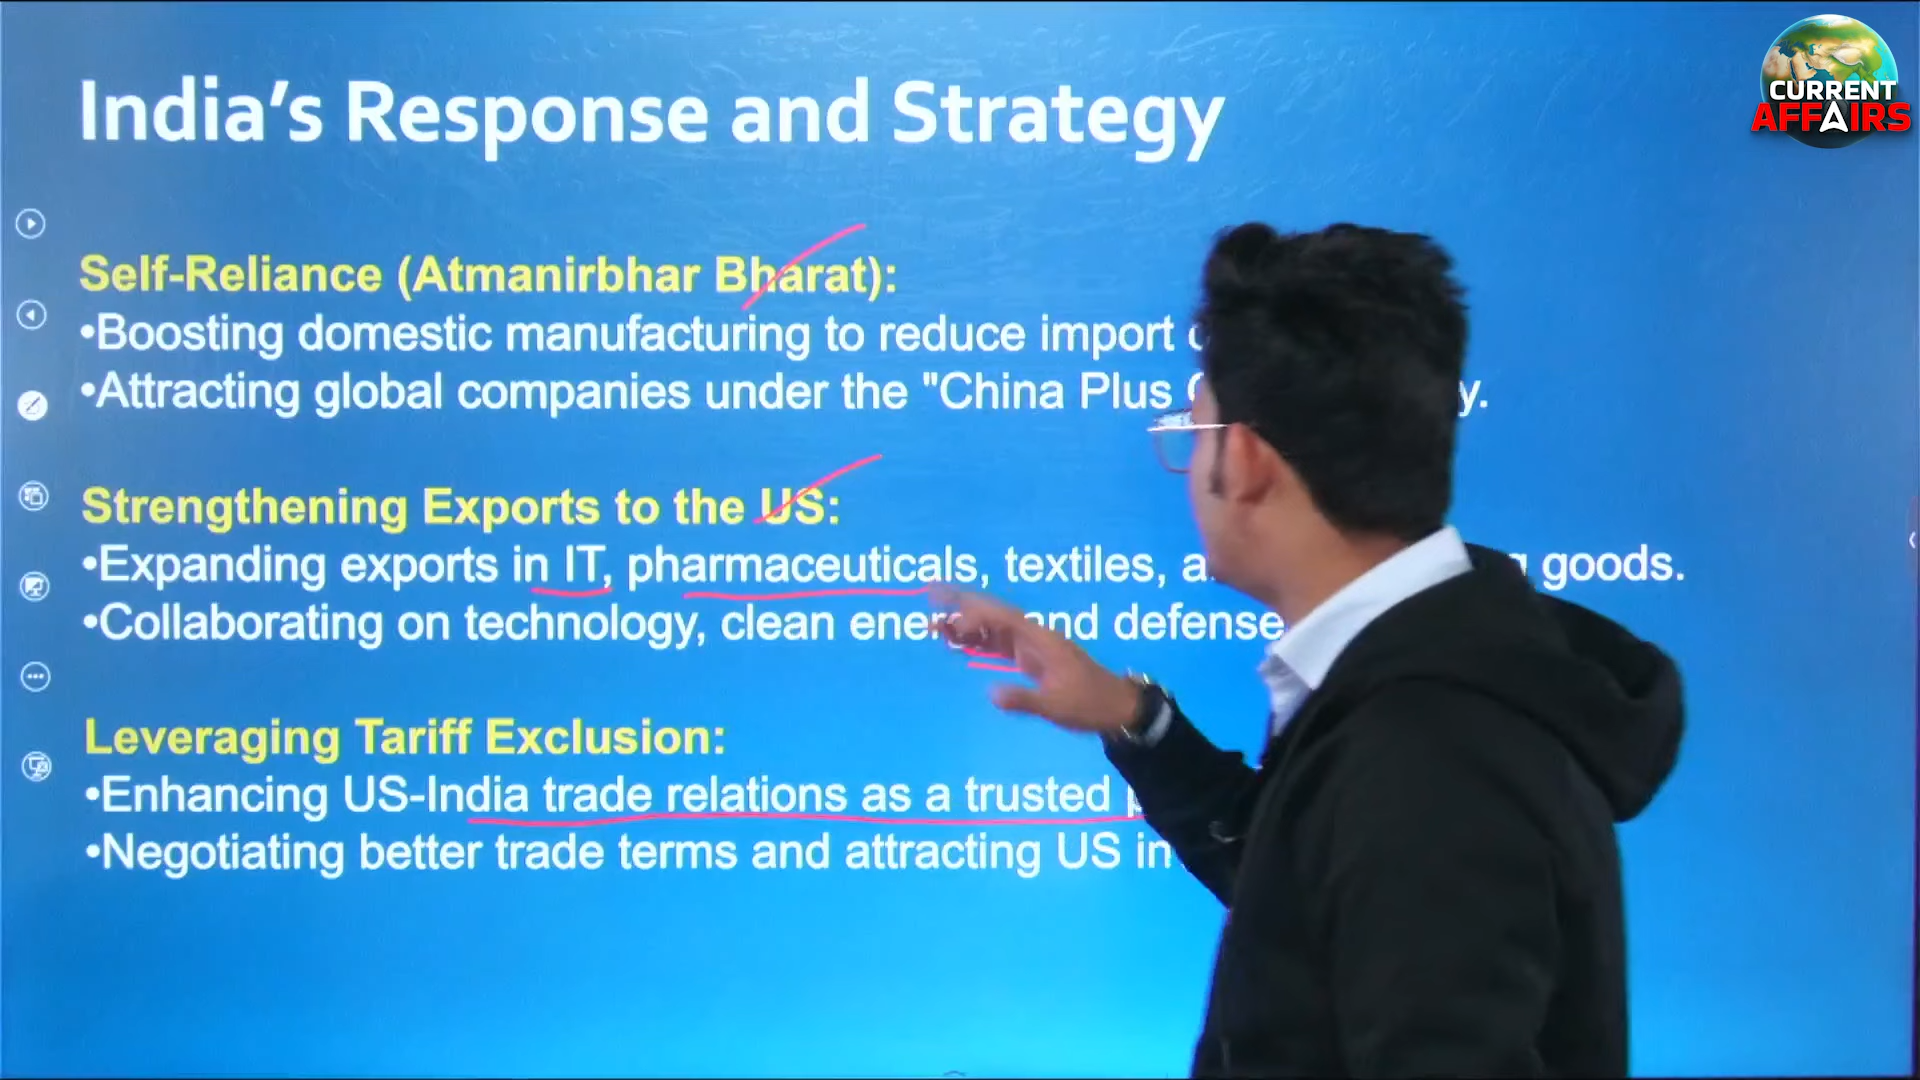 CURRENT
AFFAIRS
India's Response and Strategy
Self-Reliance (Atmanirbhar Bharat):
•Boosting domestic manufacturing to reduce import
•Attracting global companies under the "China Plus
Strengthening Exports to the US:
•Expanding exports in IT, pharmaceuticals, textiles, goods.
•Collaborating on technology, clean and defense
Leveraging Tariff Exclusion:
•Enhancing US-India trade relations as a trusted
•Negotiating better trade terms and attracting US